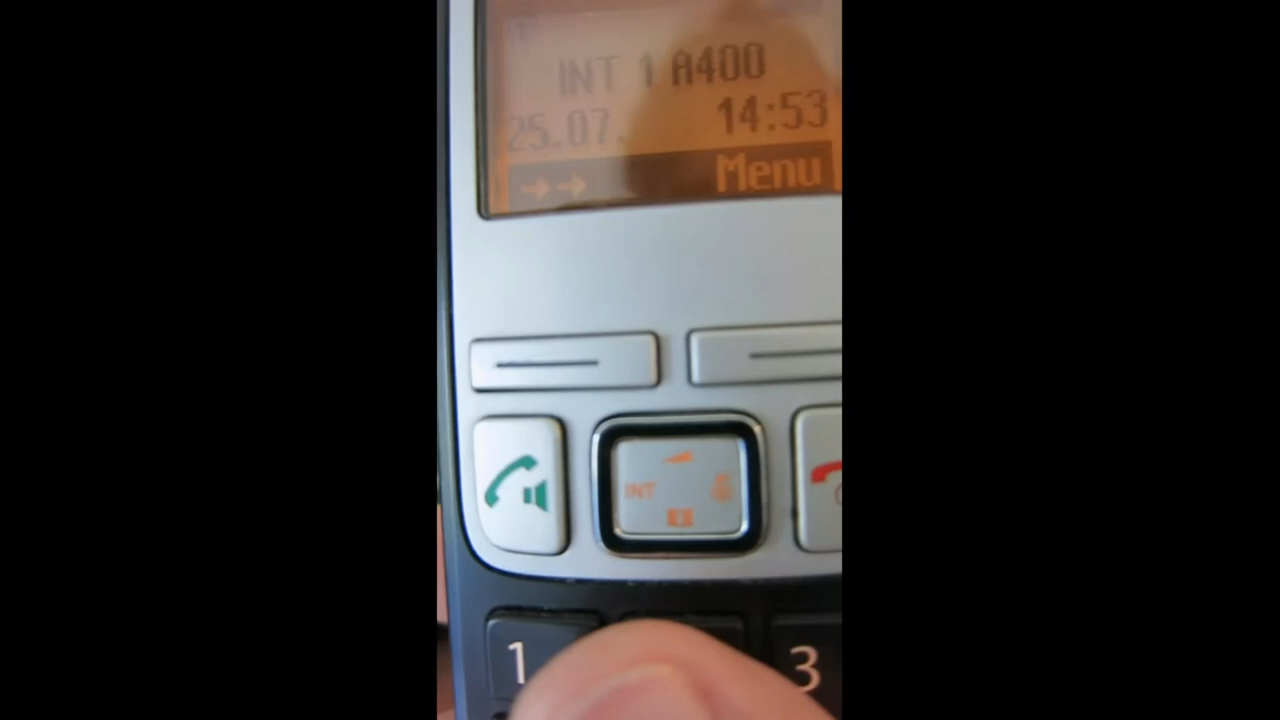 INT 1 A400
25.07. 14:53
→→ Menu
INT
1 3